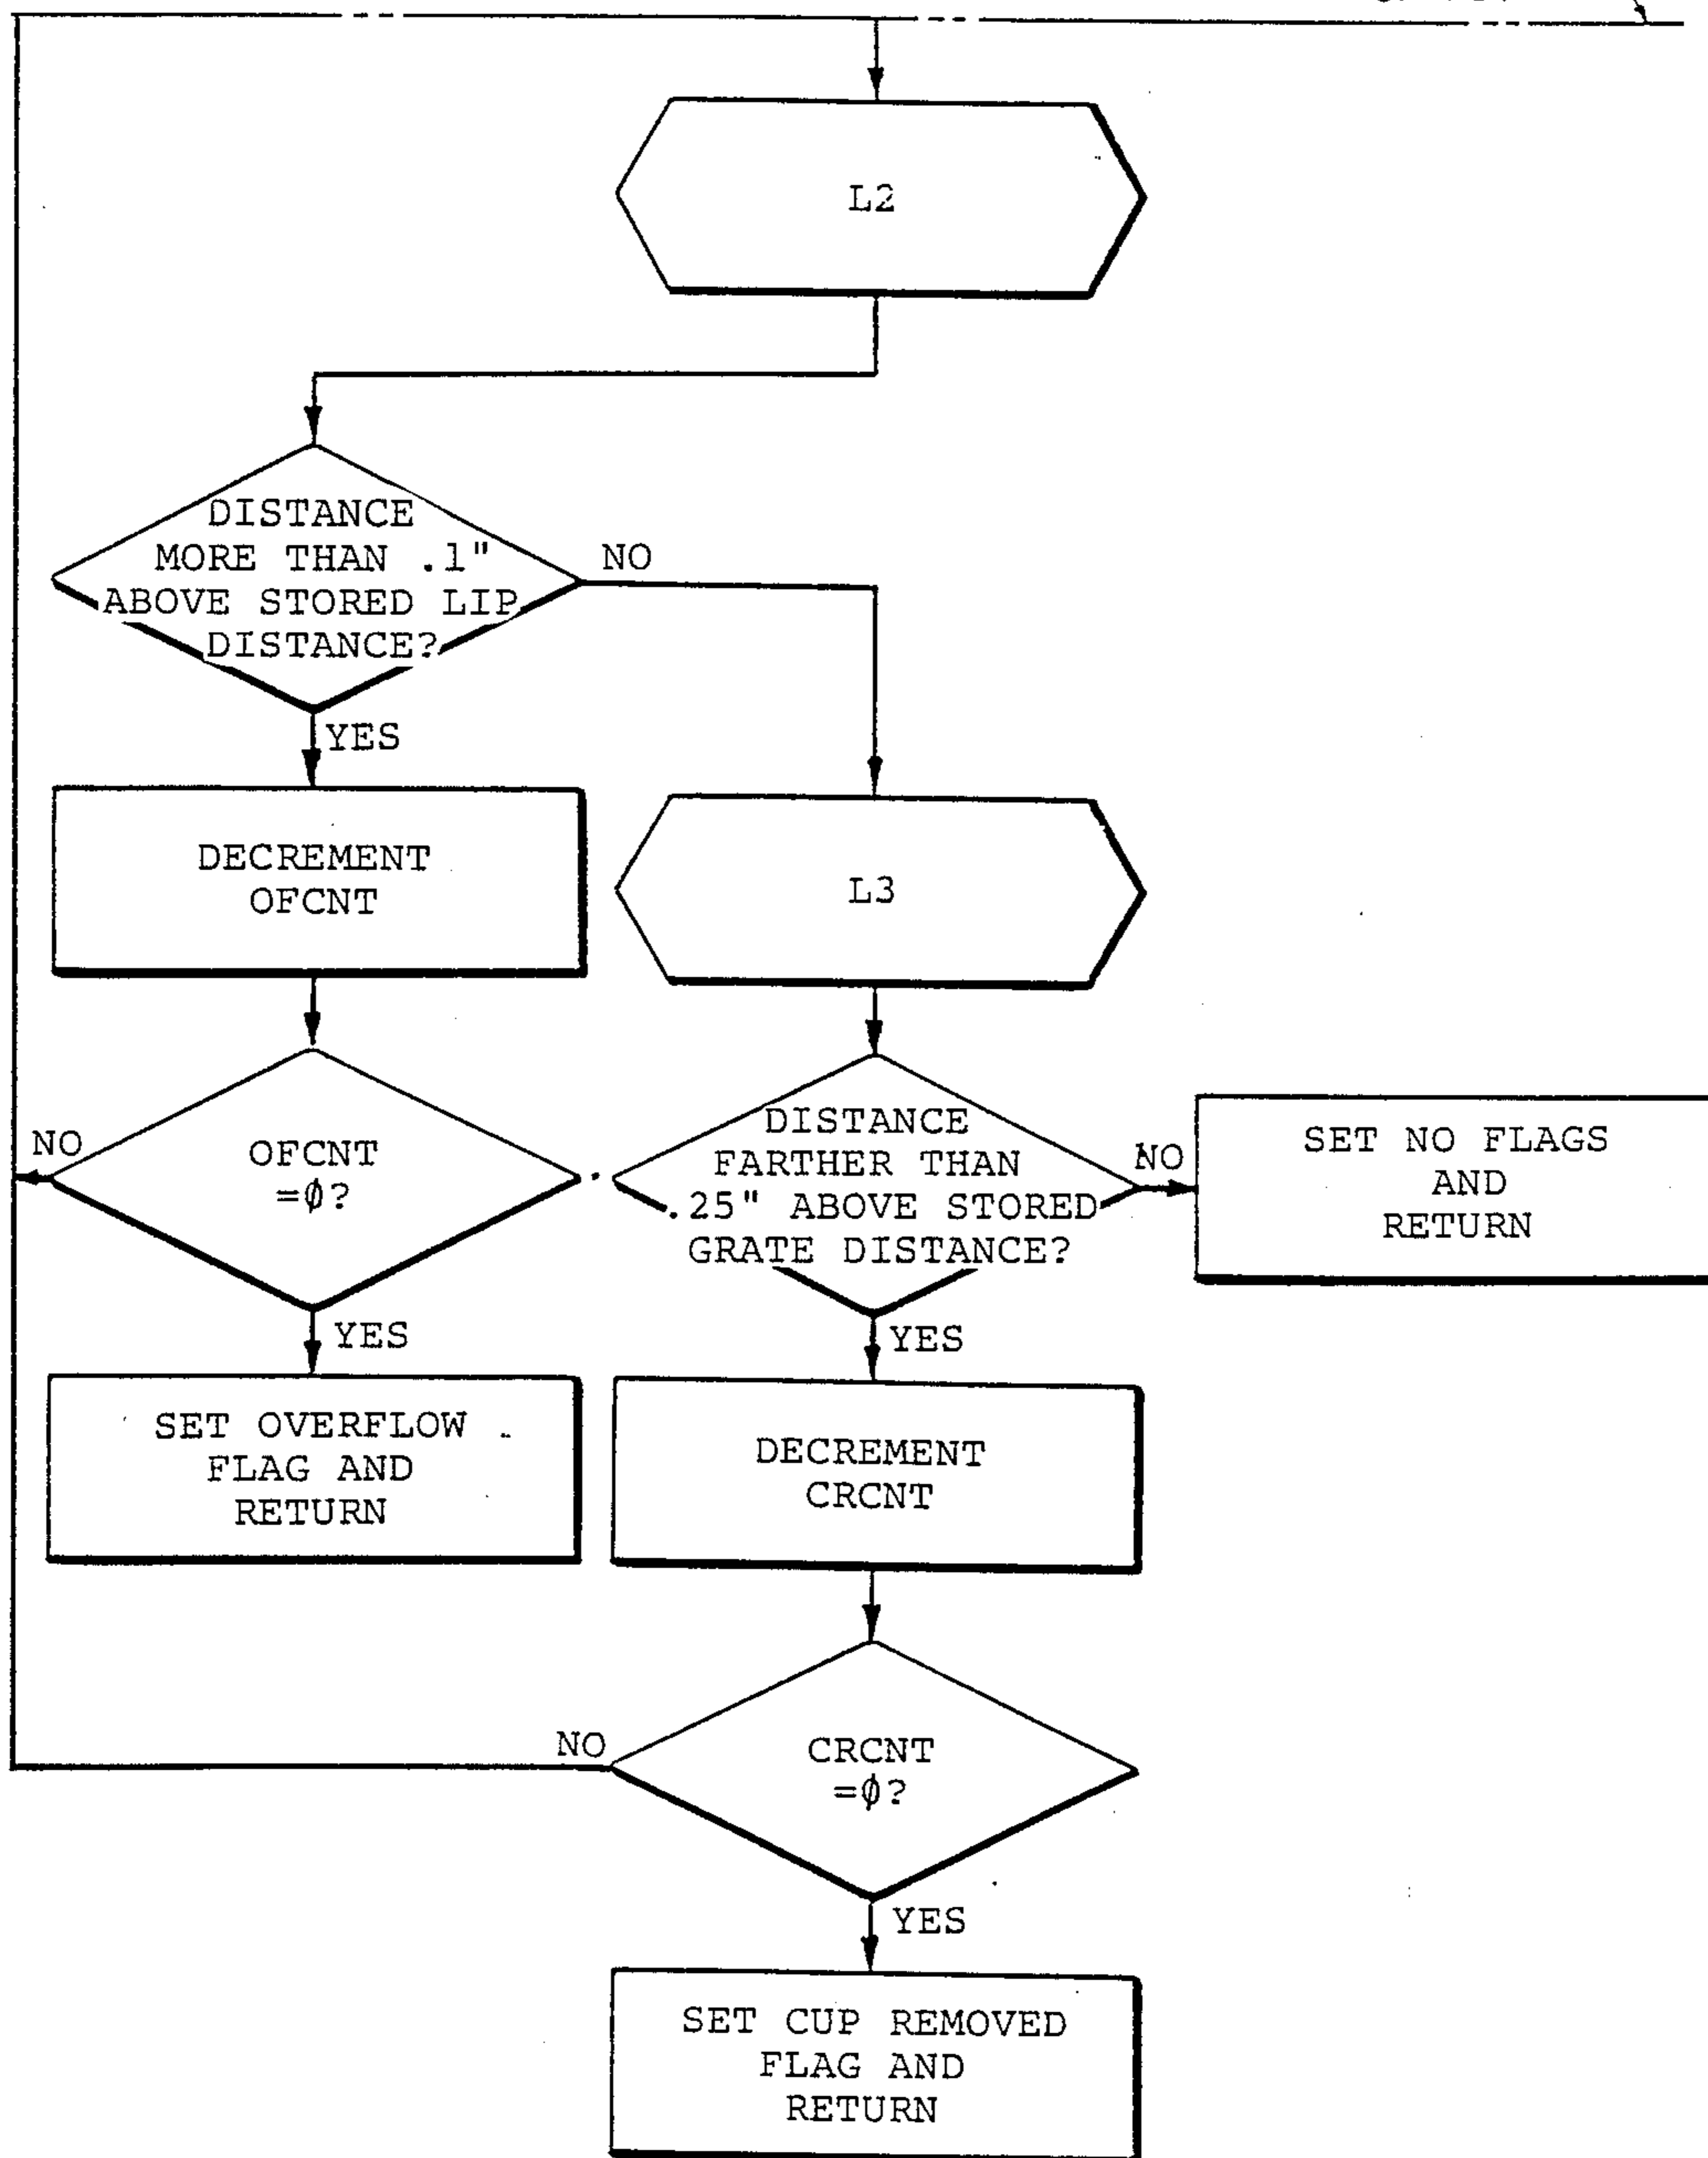 L2
DISTANCE
MORE THAN .1"
ABOVE STORED LIP
DISTANCE?
NO
YES
DECREMENT
OFCNT
L3
NO
OFCNT
=∅?
DISTANCE
FARTHER THAN
.25" ABOVE STORED
GRATE DISTANCE?
NO
SET NO FLAGS
AND
RETURN
YES
YES
SET OVERFLOW
FLAG AND
RETURN
DECREMENT
CRCNT
NO
CRCNT
=∅?
YES
SET CUP REMOVED
FLAG AND
RETURN